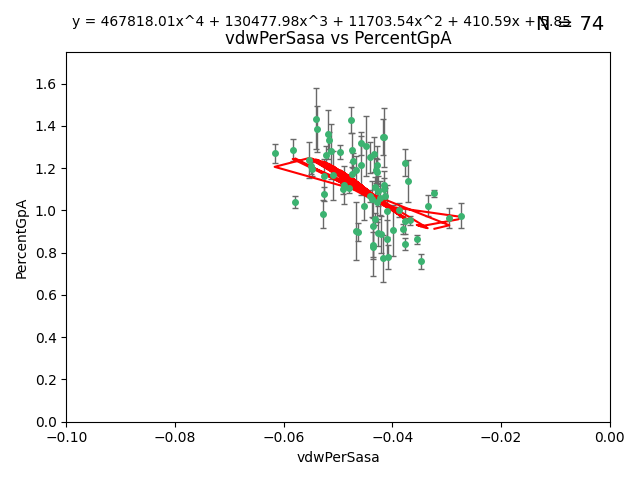 y = 467818.01x^4 + 130477.98x^3 + 11703.54x^2 + 410.59x + 5.85
N = 74
vdwPerSasa vs PercentGpA
PercentGpA
1.6
1.4
1.2
1.0
0.8
0.6
0.4
0.2
0.0
−0.10 −0.08 −0.06 −0.04 −0.02 0.00
vdwPerSasa